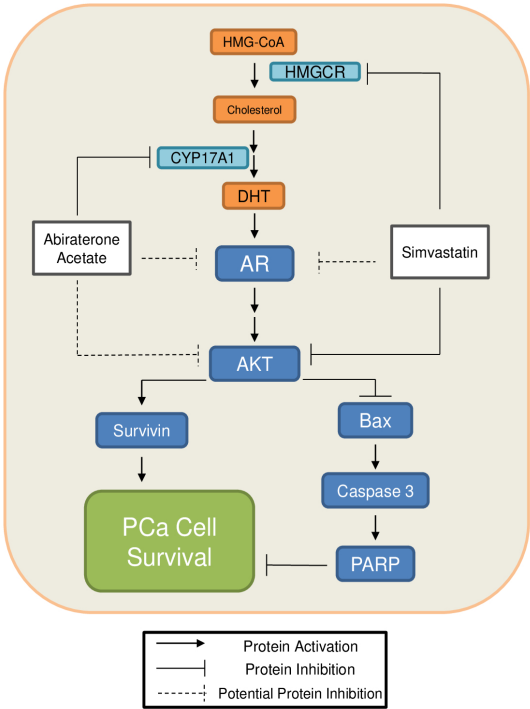 HMG-CoA
HMGCR
Cholesterol
CYP17A1
DHT
Abiraterone
Acetate
Simvastatin
AR
AKT
Survivin
Bax
Caspase 3
PCa Cell
Survival
PARP
Protein Activation
Protein Inhibition
Potential Protein Inhibition